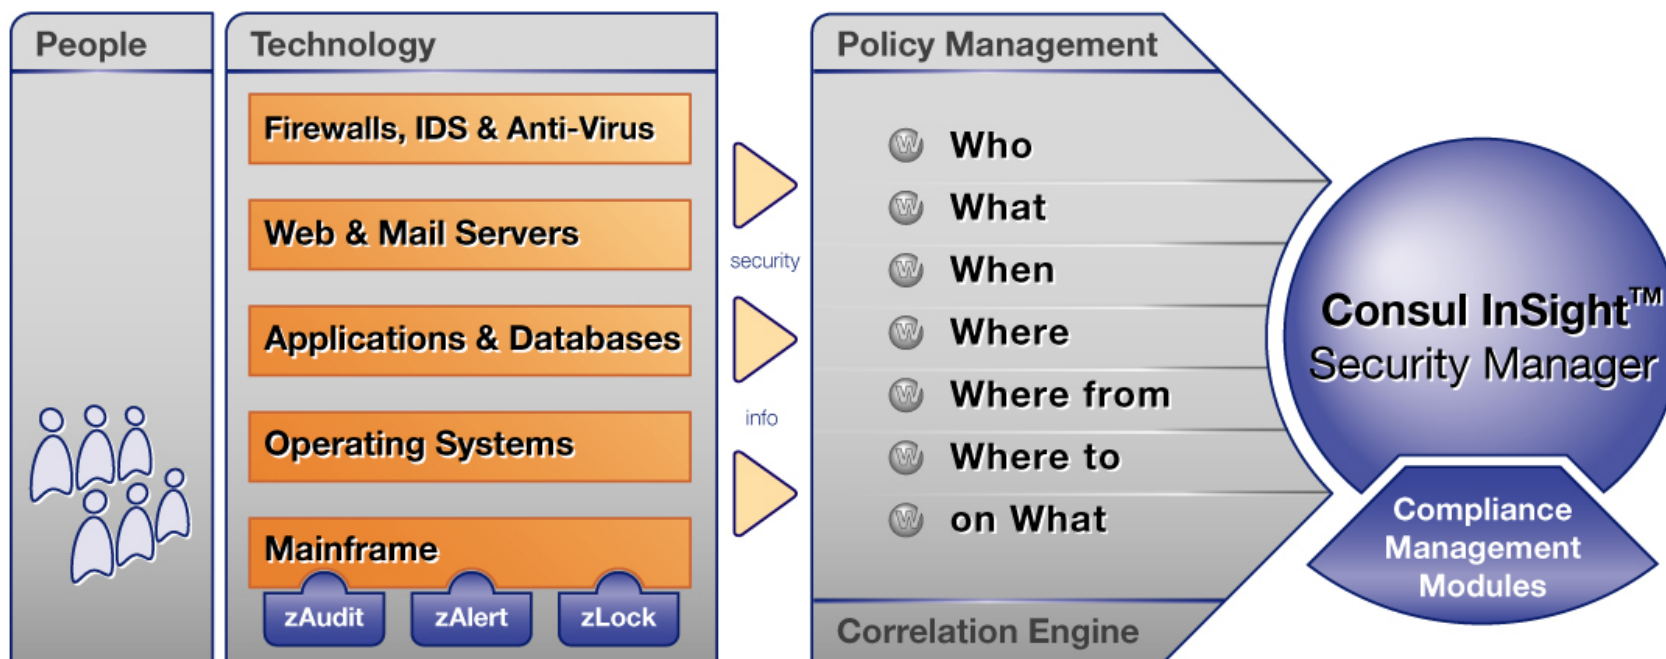 People
Technology
Firewalls, IDS & Anti-Virus
Web & Mail Servers
Applications & Databases
Operating Systems
Mainframe
zAudit
zAlert
zLock
security
info
Policy Management
W Who
W What
W When
W Where
W Where from
W Where to
W on What
Correlation Engine
Consul InSight™
Security Manager
Compliance
Management
Modules